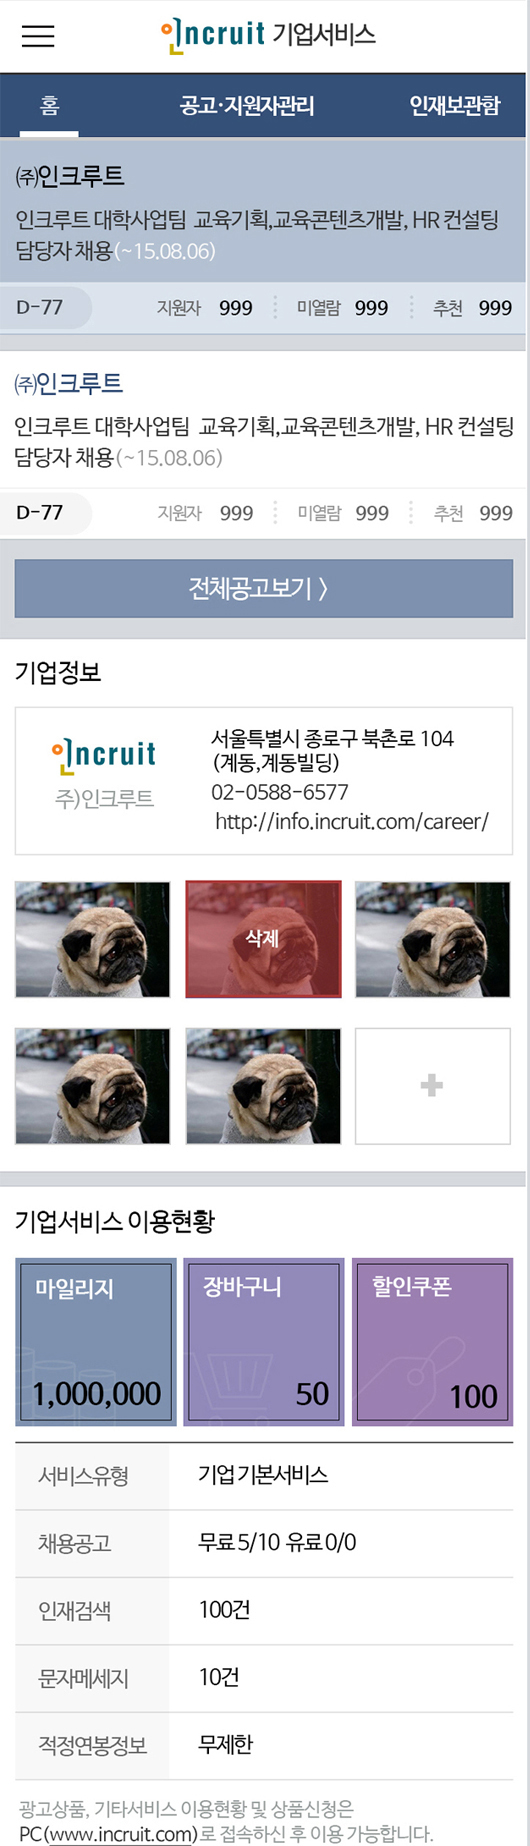 인ncruit 기업서비스
홈 공고·지원자관리 인재보관함
㈜인크루트
인크루트 대학사업팀 교육기획,교육콘텐츠개발, HR 컨설팅
담당자 채용(~15.08.06)
D-77 지원자 999 미열람 999 추천 999
㈜인크루트
인크루트 대학사업팀 교육기획,교육콘텐츠개발, HR 컨설팅
담당자 채용(~15.08.06)
D-77 지원자 999 미열람 999 추천 999
전체공고보기 〉
기업정보
인ncruit
주)인크루트
서울특별시 종로구 북촌로 104
(계동,계동빌딩)
02-0588-6577
http://info.incruit.com/career/
삭제
기업서비스 이용현황
마일리지 장바구니 할인쿠폰
1,000,000 50 100
서비스유형 기업 기본서비스
채용공고 무료 5/10 유료 0/0
인재검색 100건
문자메세지 10건
적정연봉정보 무제한
광고상품, 기타서비스 이용현황 및 상품신청은
PC(www.incruit.com)로 접속하신 후 이용 가능합니다.